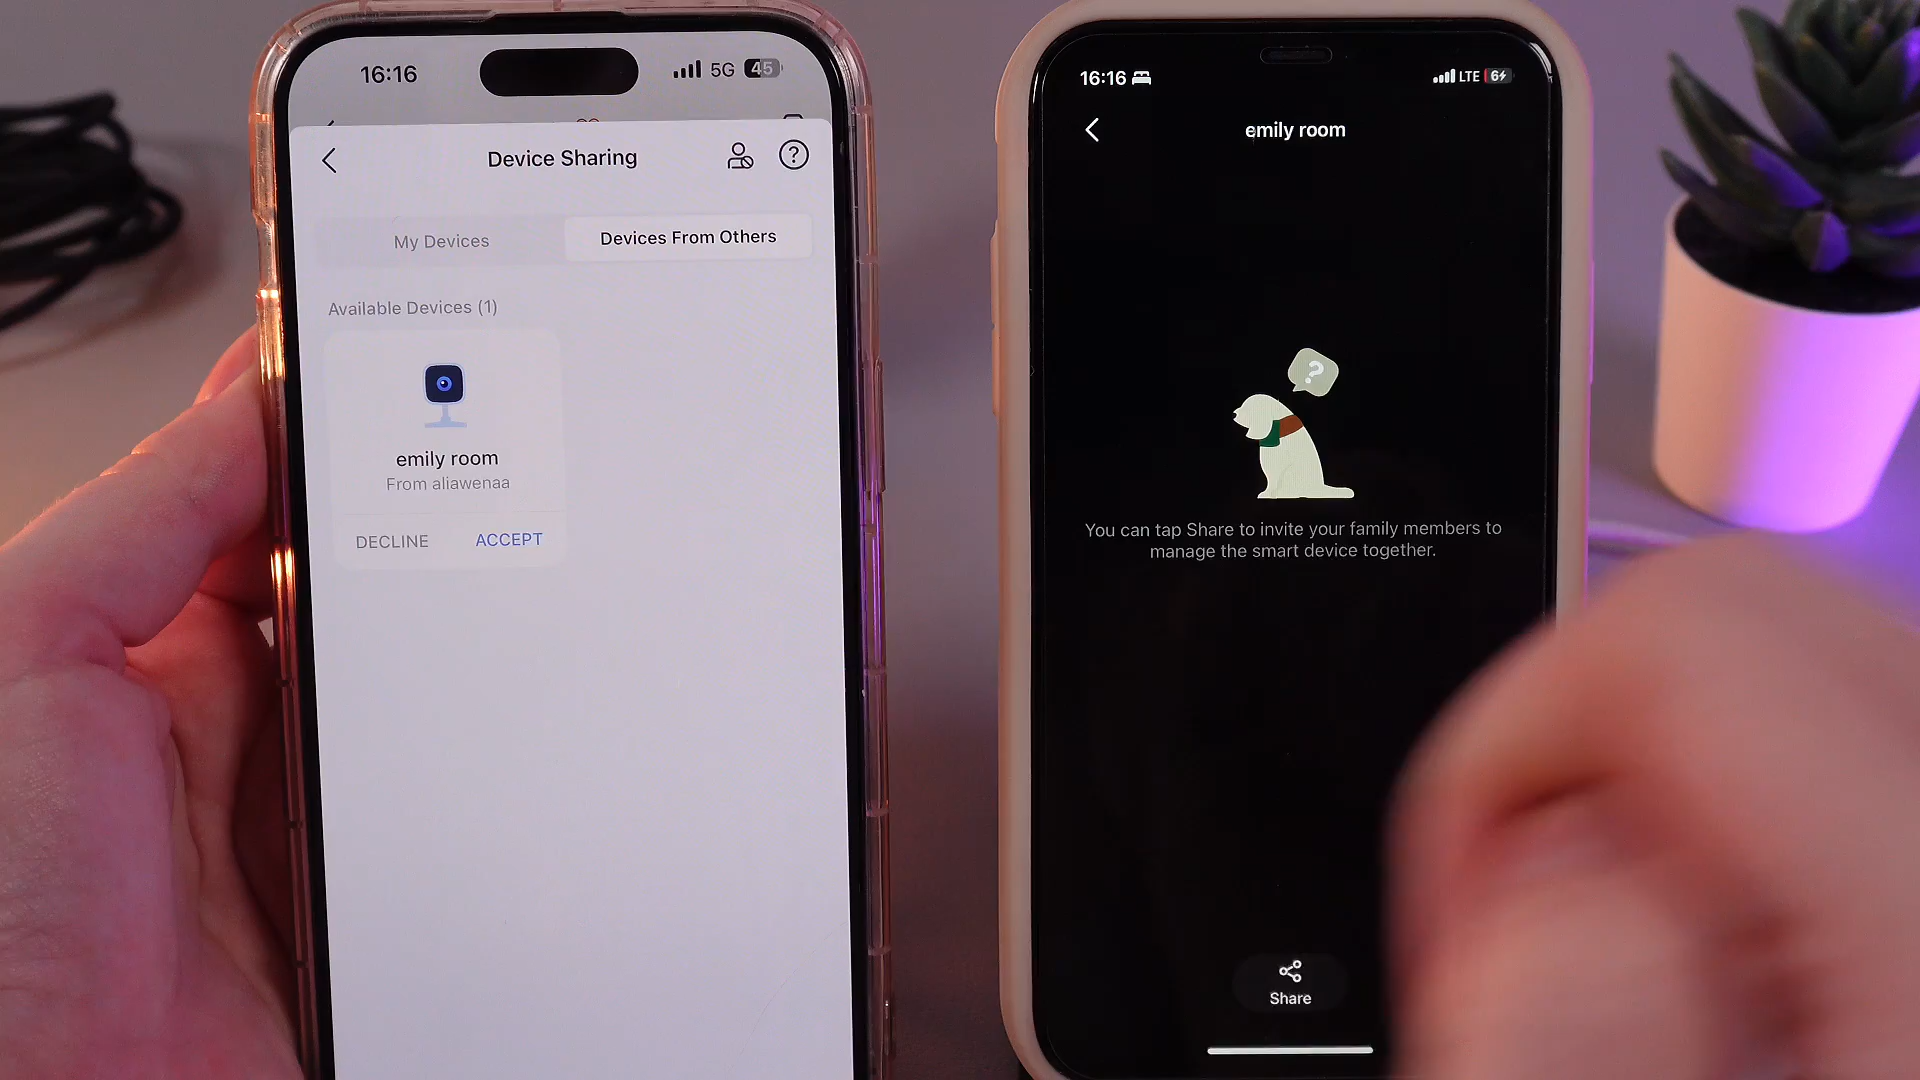 16:16
5G 45
Device Sharing
?
My Devices
Devices From Others
Available Devices (1)
emily room
From aliawenaa
DECLINE
ACCEPT
16:16
LTE 6
emily room
?
You can tap Share to invite your family members to
manage the smart device together.
Share